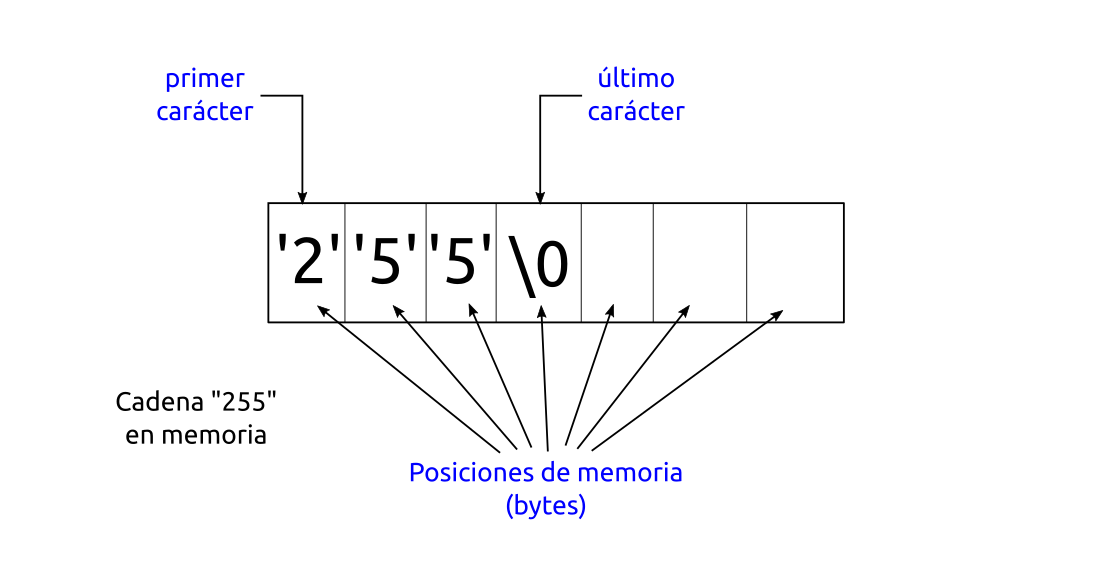 primer
carácter
último
carácter
'2' '5' '5' \0
Cadena "255"
en memoria
Posiciones de memoria
(bytes)